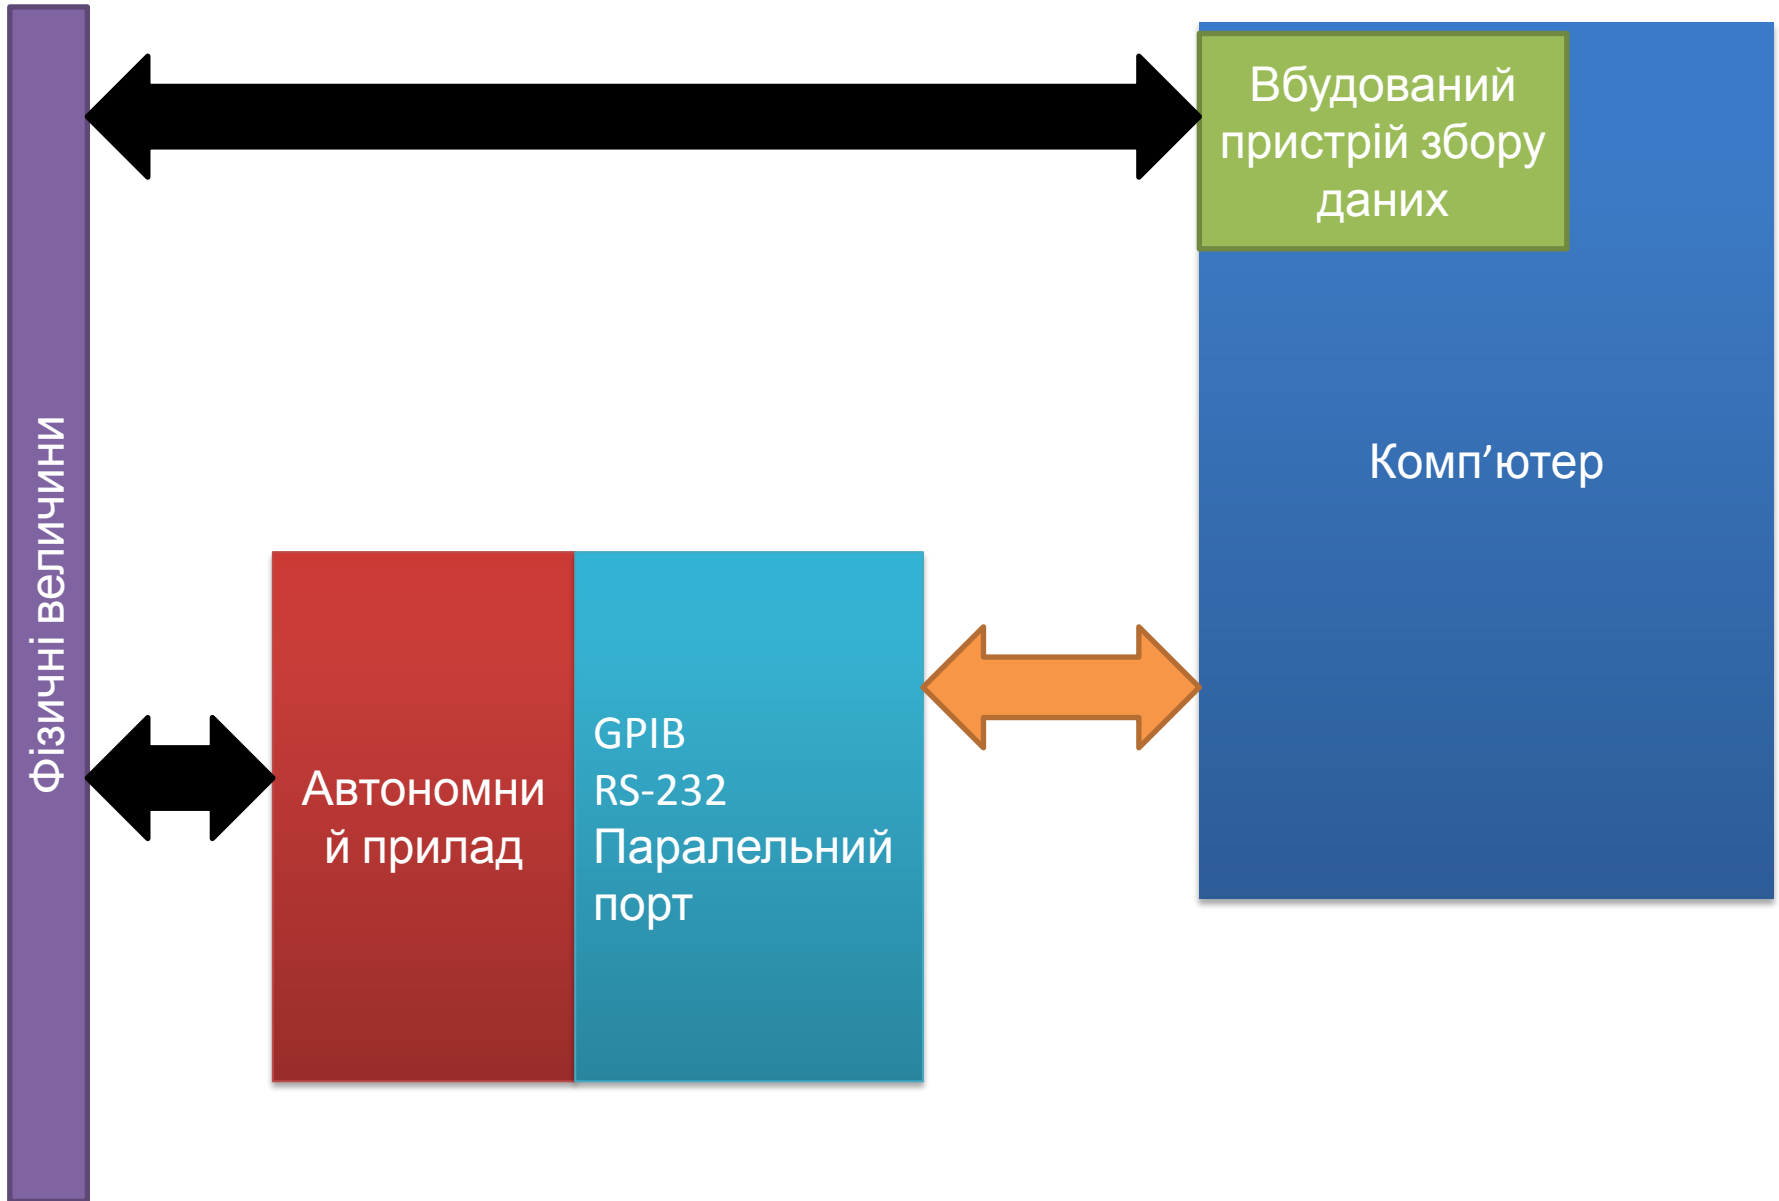 Вбудований
пристрій збору
даних
Комп’ютер
Фізичні величини
Автономни
й прилад
GPIB
RS-232
Паралельний
порт